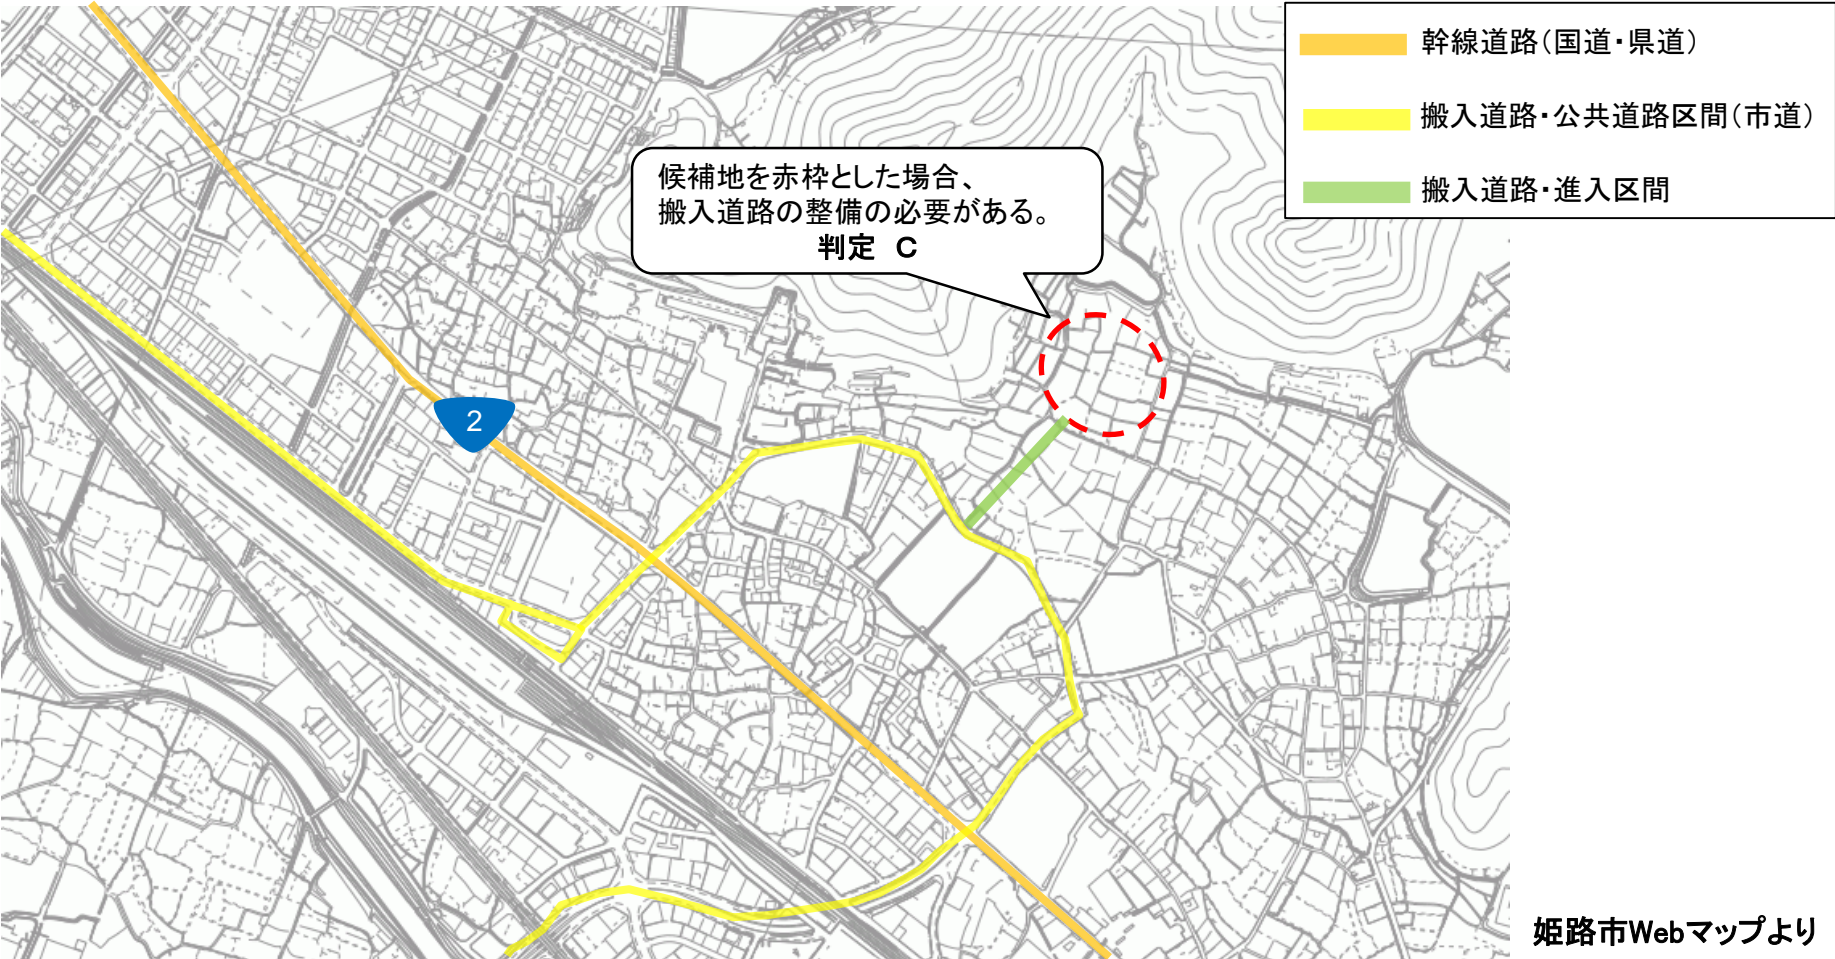 幹線道路(国道・県道)
搬入道路・公共道路区間(市道)
搬入道路・進入区間
候補地を赤枠とした場合、
搬入道路の整備の必要がある。
判定 C
2
姫路市Webマップより